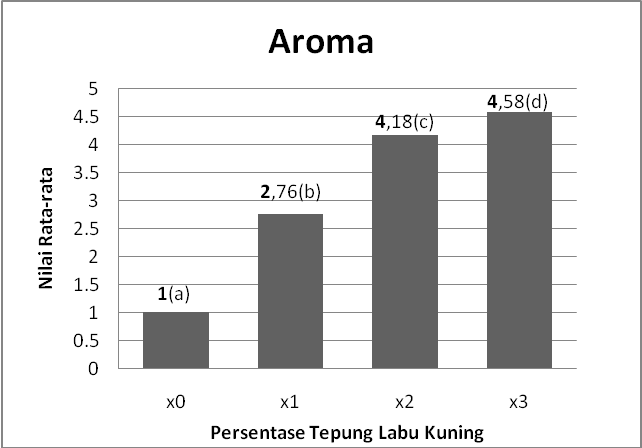 Aroma
Nilai Rata-rata
5
4.5
4
3.5
3
2.5
2
1.5
1
0.5
0
1(a)
2,76(b)
4,18(c)
4,58(d)
x0 x1 x2 x3
Persentase Tepung Labu Kuning